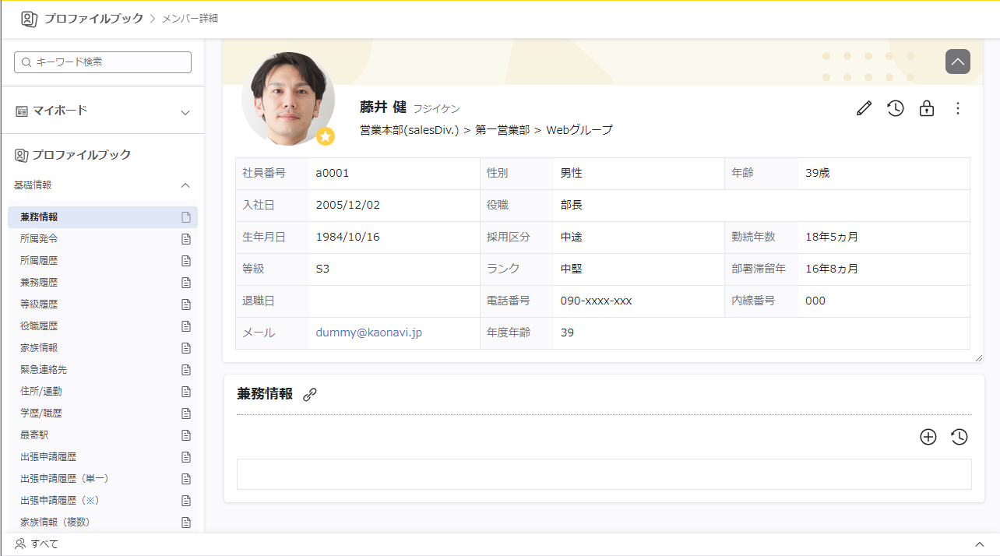 プロファイルブック > メンバー詳細
キーワード検索
マイボード
プロファイルブック
基礎情報
兼務情報
所属発令
所属履歴
兼務履歴
等級履歴
役職履歴
家族情報
緊急連絡先
住所/通勤
学歴/職歴
最寄駅
出張申請履歴
出張申請履歴（単一）
出張申請履歴（※）
家族情報（複数）
すべて
藤井 健 フジイケン
営業本部(salesDiv.) > 第一営業部 > Webグループ
社員番号 a0001 性別 男性 年齢 39歳
入社日 2005/12/02 役職 部長
生年月日 1984/10/16 採用区分 中途 勤続年数 18年5ヵ月
等級 S3 ランク 中堅 部署滞留年 16年8ヵ月
退職日 電話番号 090-xxxx-xxx 内線番号 000
メール dummy@kaonavi.jp 年度年齢 39
兼務情報